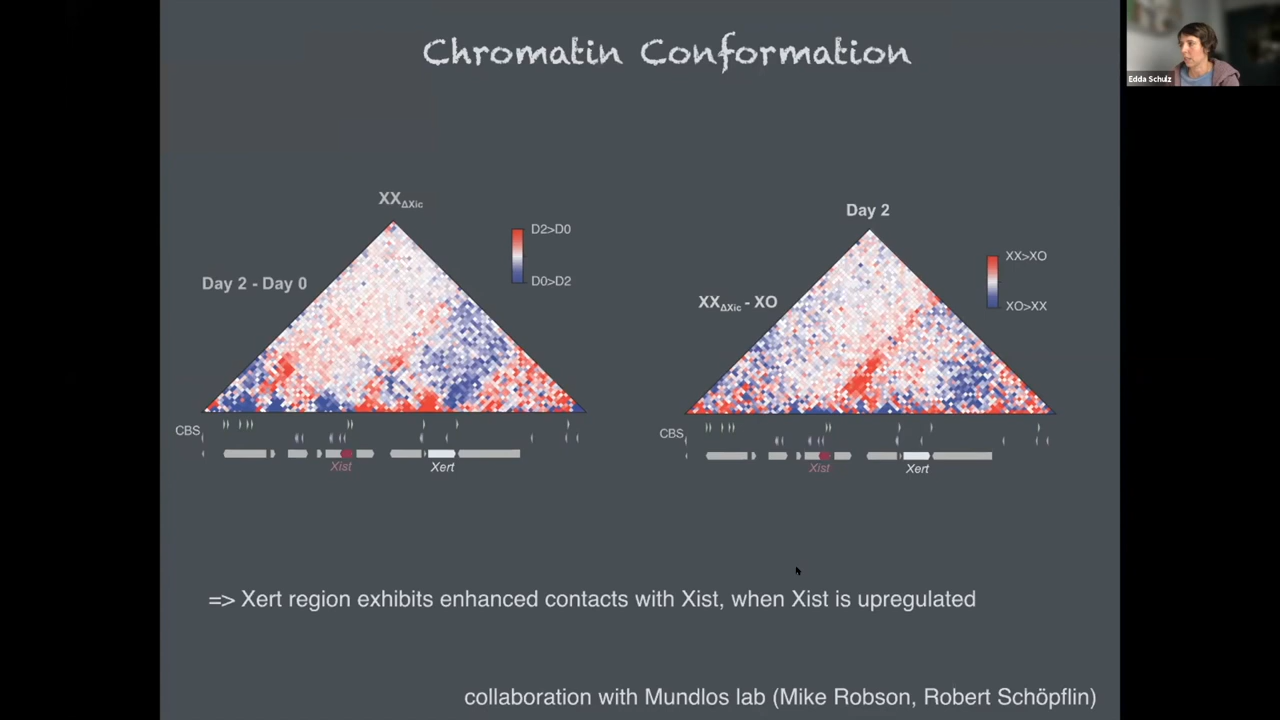 Chromatin Conformation
Edda Schulz
XXΔXic
D2>D0
D0>D2
Day 2 - Day 0
CBS
Xist
Xert
Day 2
XX>XO
XO>XX
XXΔXic - XO
CBS
Xist
Xert
=> Xert region exhibits enhanced contacts with Xist, when Xist is upregulated
collaboration with Mundlos lab (Mike Robson, Robert Schöpflin)